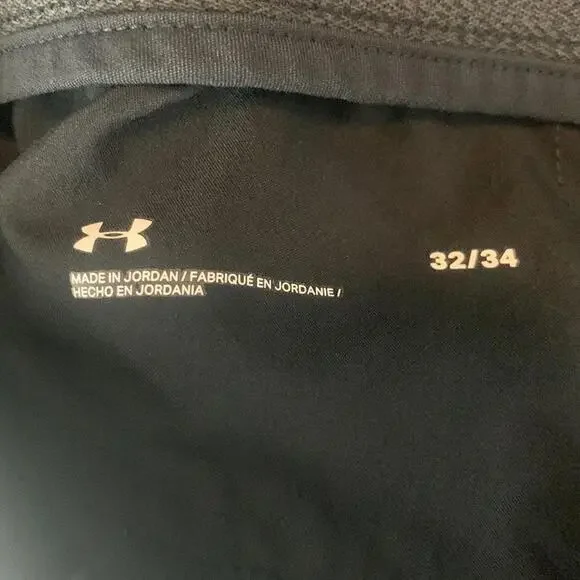 MADE IN JORDAN / FABRIQUÉ EN JORDANIE /
HECHO EN JORDANIA
32/34